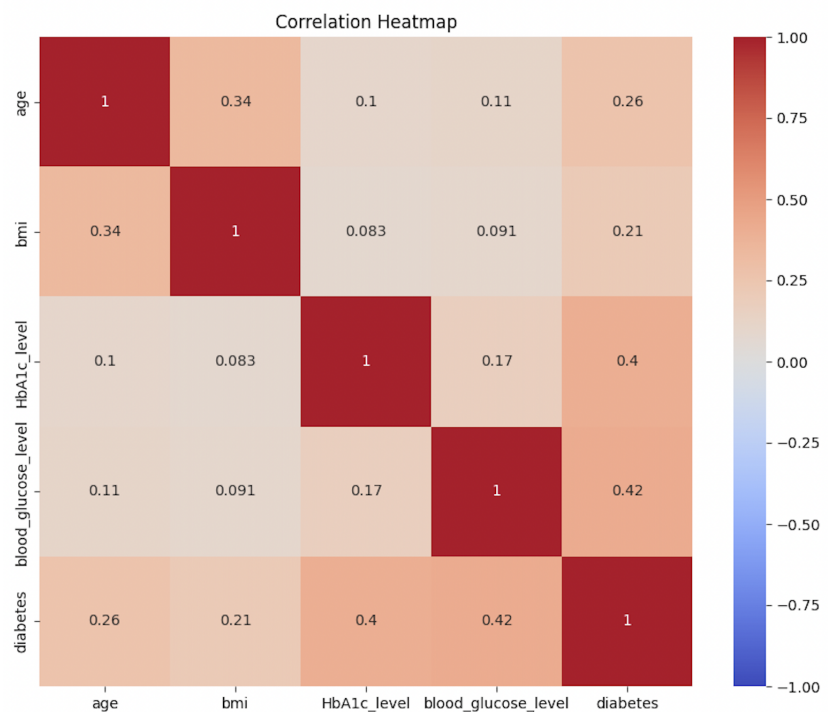 Correlation Heatmap
age 1 0.34 0.1 0.11 0.26
bmi 0.34 1 0.083 0.091 0.21
HbA1c_level 0.1 0.083 1 0.17 0.4
blood_glucose_level 0.11 0.091 0.17 1 0.42
diabetes 0.26 0.21 0.4 0.42 1
age bmi HbA1c_level blood_glucose_level diabetes
1.00
0.75
0.50
0.25
0.00
−0.25
−0.50
−0.75
−1.00